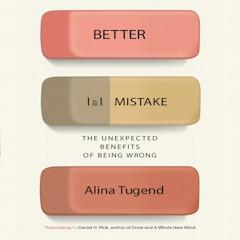 BETTER
BY MISTAKE
THE UNEXPECTED
BENEFITS
OF BEING WRONG
Alina Tugend
"Fascinating."—Daniel H. Pink, author of Drive and A Whole New Mind